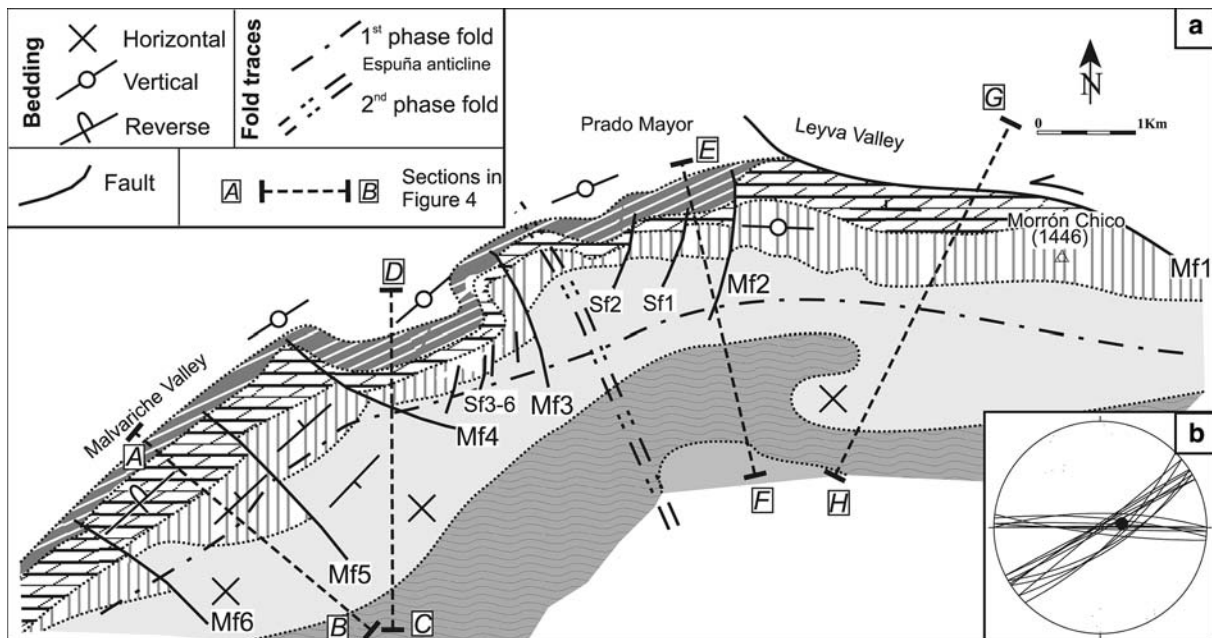 Bedding
Horizontal
Vertical
Reverse
Fold traces
1st phase fold
Espuña anticline
2nd phase fold
Fault
A
B
Sections in
Figure 4
a
N
0 1Km
Prado Mayor
Leyva Valley
G
E
Morrón Chico
(1446)
Mf1
D
Sf2
Sf1
Mf2
Malvariche Valley
Sf3-6
Mf3
Mf4
A
F
H
b
Mf5
Mf6
B
C